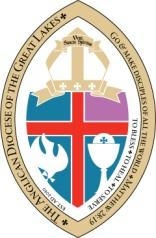 THE ANGLICAN DIOCESE OF THE GREAT LAKES
GO & MAKE DISCIPLES OF ALL THE WORLD - MATTHEW 28:19
TO BLESS • TO HEAL • TO SERVE